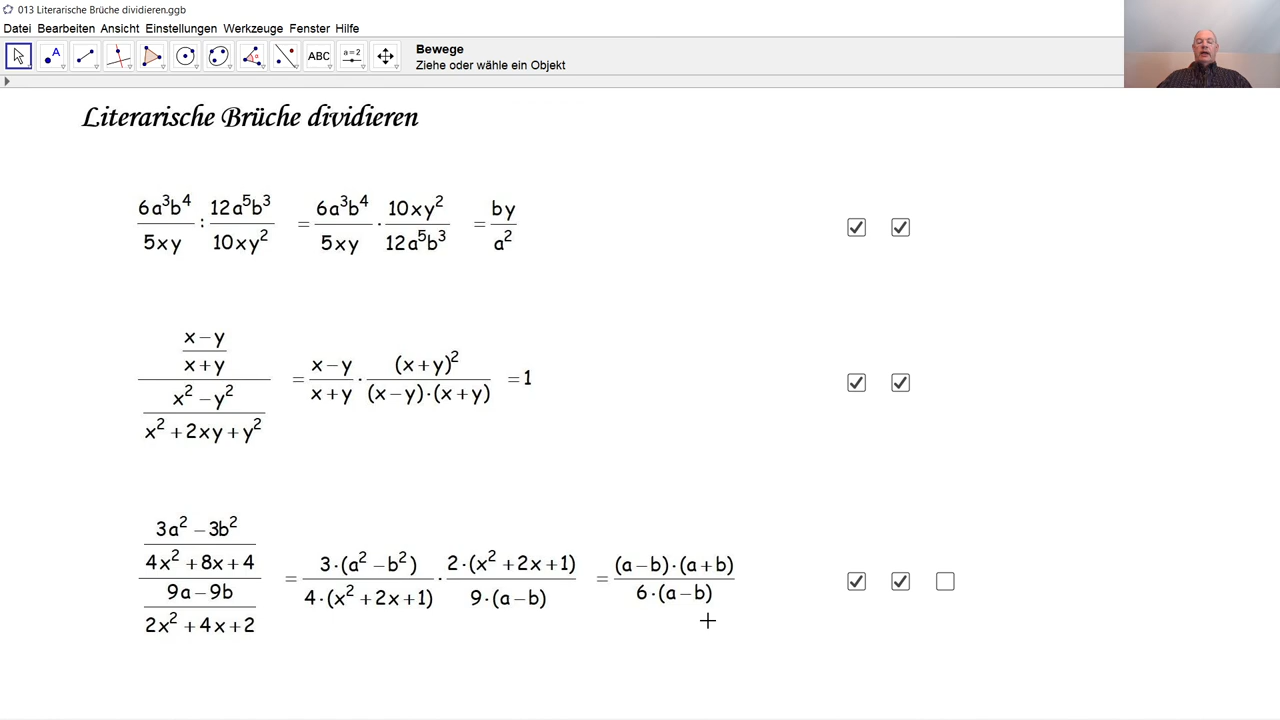 013 Literarische Brüche dividieren.ggb
Datei Bearbeiten Ansicht Einstellungen Werkzeuge Fenster Hilfe
A ABC a=2
Bewege
Ziehe oder wähle ein Objekt
Literarische Brüche dividieren
6a³b⁴/5xy : 12a⁵b³/10xy² = 6a³b⁴/5xy · 10xy²/12a⁵b³ = by/a²
(x−y)/(x+y) / (x²−y²)/(x²+2xy+y²) = (x−y)/(x+y) · (x+y)²/((x−y)·(x+y)) = 1
(3a²−3b²)/(4x²+8x+4) / (9a−9b)/(2x²+4x+2) = 3·(a²−b²)/(4·(x²+2x+1)) · 2·(x²+2x+1)/(9·(a−b)) = (a−b)·(a+b)/(6·(a−b))